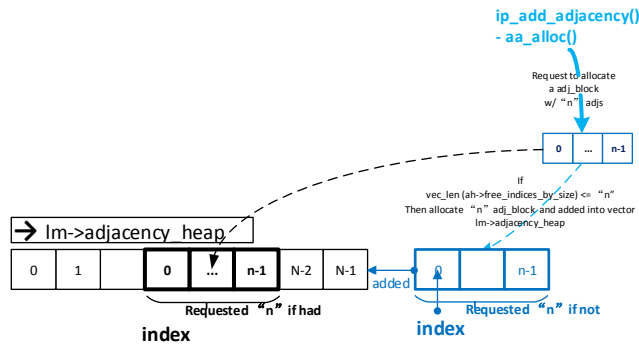 ip_add_adjacency()
- aa_alloc()
Request to allocate
a adj_block
w/ “n” adjs
0 ... n-1
If
vec_len (ah->free_indices_by_size) <= “n”
Then allocate “n” adj_block and added into vector
lm->adjacency_heap
→ lm->adjacency_heap
0 1 0 ... n-1 N-2 N-1 added 0 n-1
Requested “n” if had
Requested “n” if not
index
index